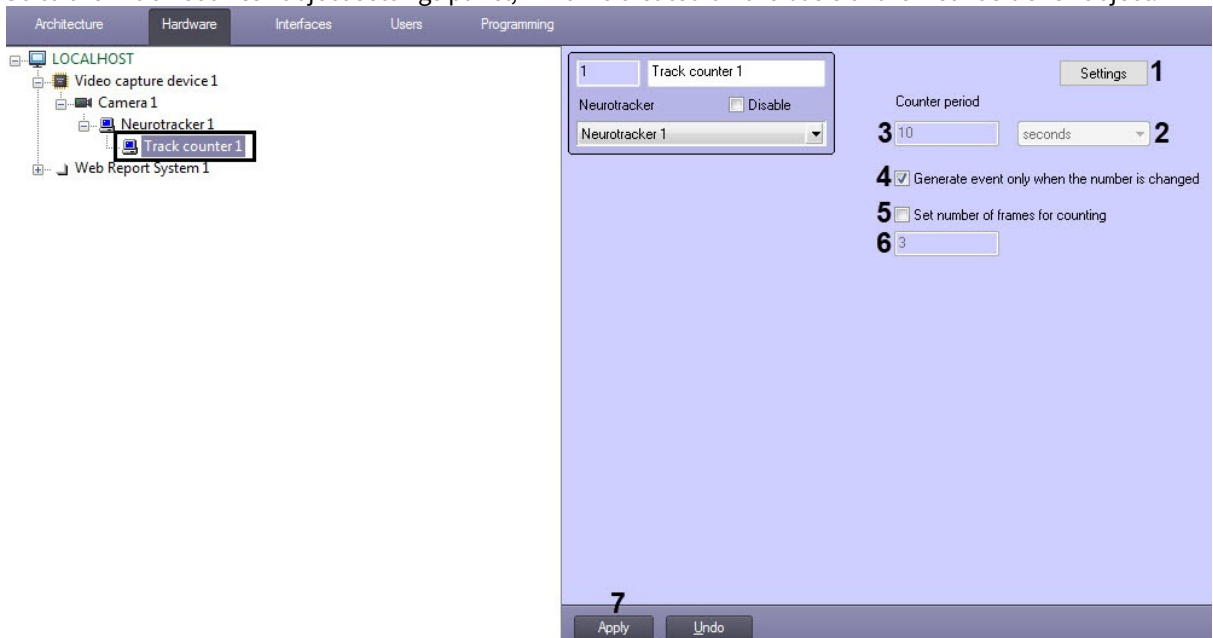 Architecture Hardware Interfaces Users Programming
LOCALHOST
Video capture device 1
Camera 1
Neurotracker 1
Track counter 1
Web Report System 1
1 Track counter 1
Neurotracker Disable
Neurotracker 1
Settings 1
Counter period
3 10 seconds 2
4 Generate event only when the number is changed
5 Set number of frames for counting
6 3
7
Apply Undo